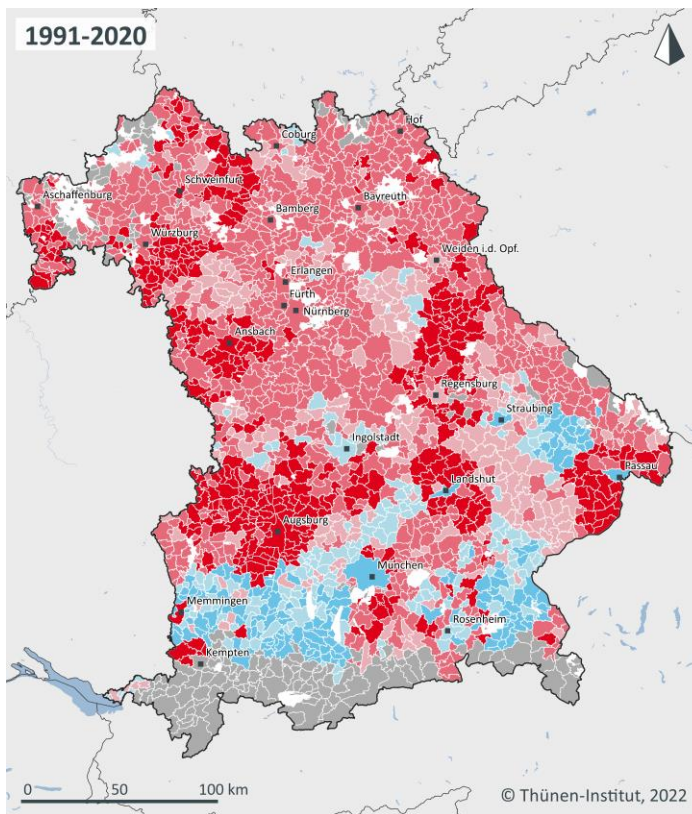 1991-2020
Hof
Coburg
Schweinfurt
Aschaffenburg
Bayreuth
Bamberg
Würzburg
Weiden i.d. Opf.
Erlangen
Fürth
Nürnberg
Ansbach
Regensburg
Straubing
Ingolstadt
Passau
Landshut
Augsburg
München
Memmingen
Rosenheim
Kempten
0 50 100 km
© Thünen-Institut, 2022